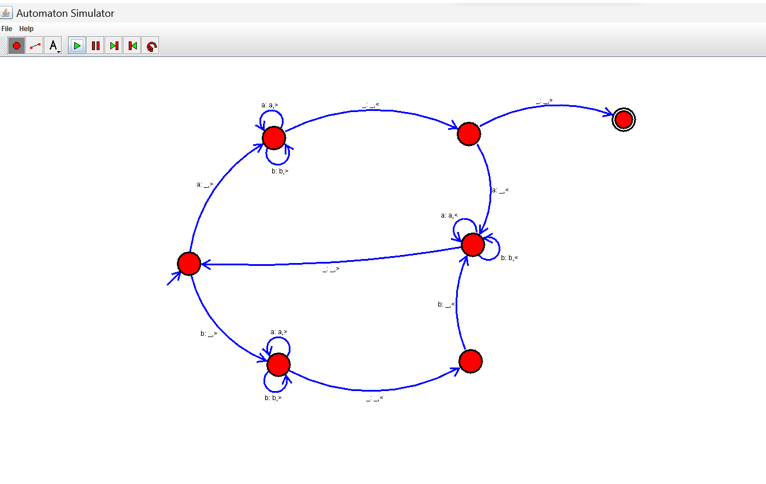 Automaton Simulator
File Help
A
a: a,>
_: _,<
_: _,>
b: b,>
a: _,>
a: _,<
a: a,<
b: b,<
_: _,>
b: _,<
b: _,>
a: a,>
b: b,>
_: _,<